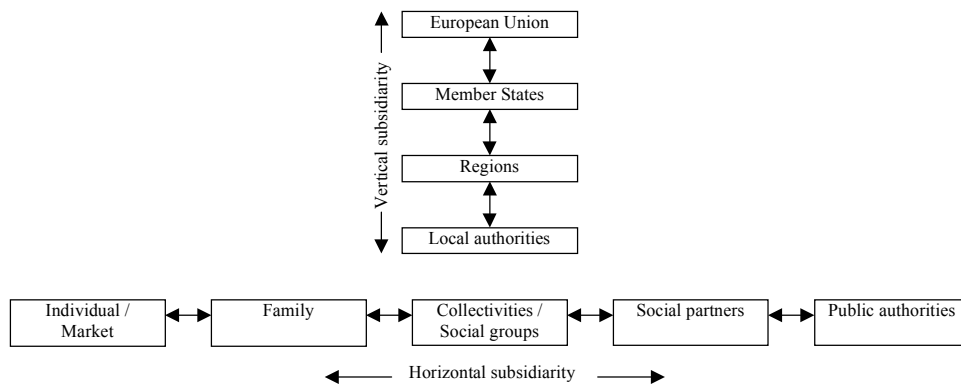 European Union
Vertical subsidiarity
Member States
Regions
Local authorities
Individual /
Market
Family
Collectivities /
Social groups
Social partners
Public authorities
Horizontal subsidiarity